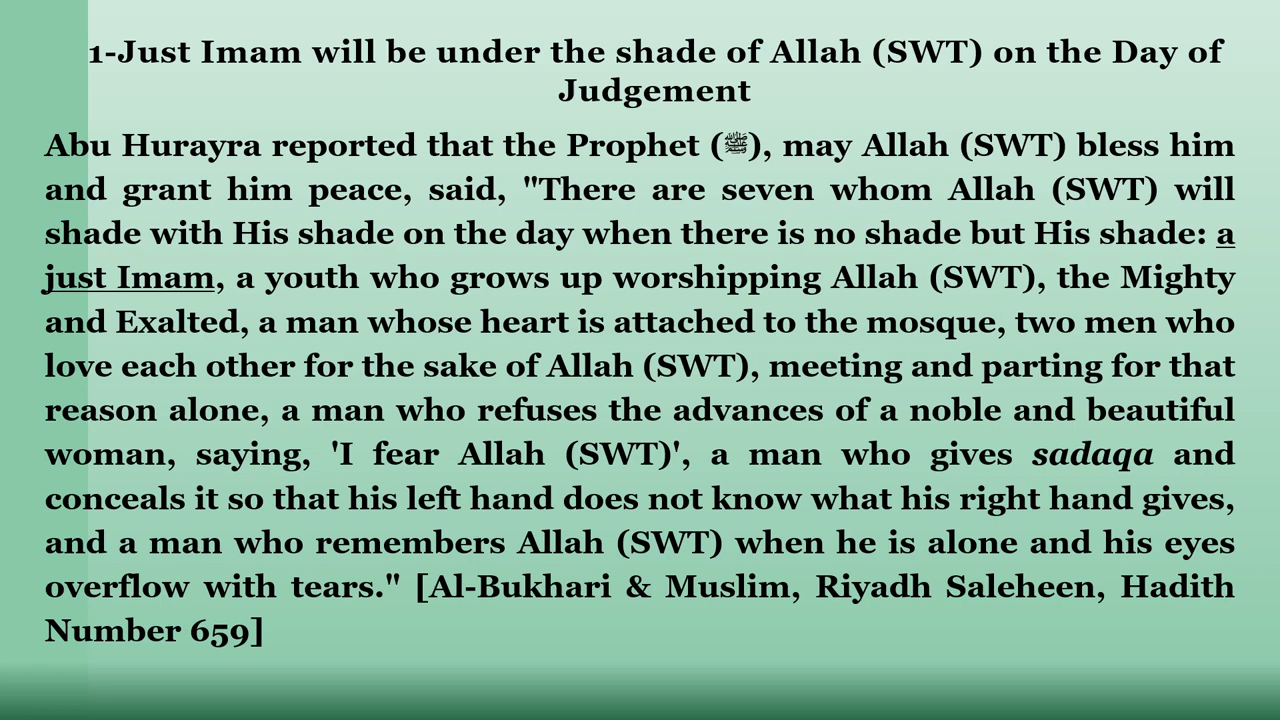 1-Just Imam will be under the shade of Allah (SWT) on the Day of
Judgement
Abu Hurayra reported that the Prophet (ﷺ), may Allah (SWT) bless him
and grant him peace, said, "There are seven whom Allah (SWT) will
shade with His shade on the day when there is no shade but His shade: a
just Imam, a youth who grows up worshipping Allah (SWT), the Mighty
and Exalted, a man whose heart is attached to the mosque, two men who
love each other for the sake of Allah (SWT), meeting and parting for that
reason alone, a man who refuses the advances of a noble and beautiful
woman, saying, 'I fear Allah (SWT)', a man who gives sadaqa and
conceals it so that his left hand does not know what his right hand gives,
and a man who remembers Allah (SWT) when he is alone and his eyes
overflow with tears." [Al-Bukhari & Muslim, Riyadh Saleheen, Hadith
Number 659]